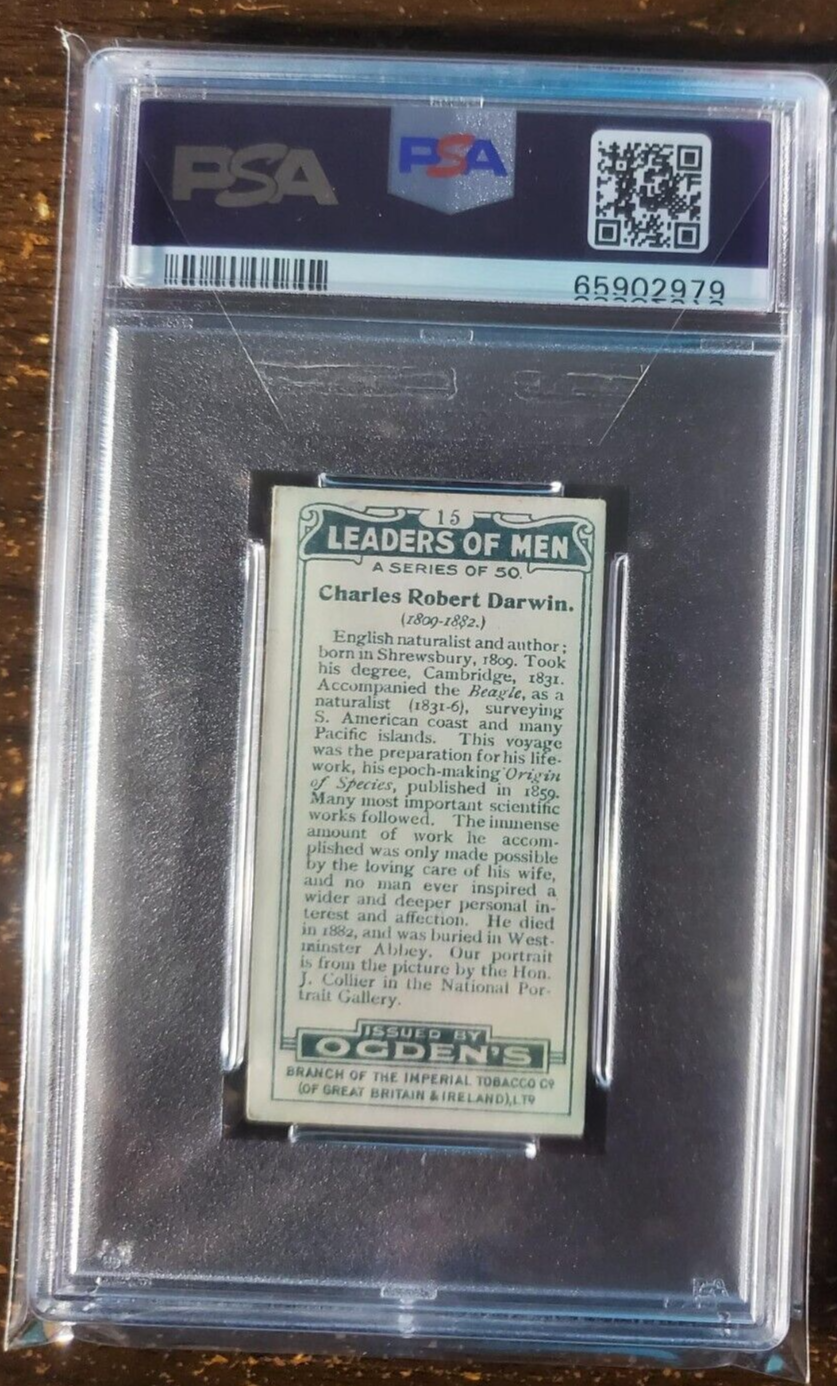 PSA PSA
65902979
15
LEADERS OF MEN
A SERIES OF 50.
Charles Robert Darwin.
(1809-1882.)
English naturalist and author;
born in Shrewsbury, 1809. Took
his degree, Cambridge, 1831.
Accompanied the Beagle, as a
naturalist (1831-6), surveying
S. American coast and many
Pacific islands. This voyage
was the preparation for his life-
work, his epoch-making Origin
of Species, published in 1859.
Many most important scientific
works followed. The immense
amount of work he accom-
plished was only made possible
by the loving care of his wife,
and no man ever inspired a
wider and deeper personal in-
terest and affection. He died
in 1882, and was buried in West-
minster Abbey. Our portrait
is from the picture by the Hon.
J. Collier in the National Por-
trait Gallery.
ISSUED BY
OGDEN'S
BRANCH OF THE IMPERIAL TOBACCO CO
(OF GREAT BRITAIN & IRELAND), LTD